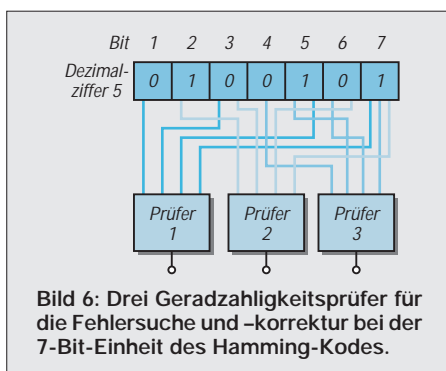 Bit 1 2 3 4 5 6 7
Dezimal-
ziffer 5 0 1 0 0 1 0 1
Prüfer Prüfer Prüfer
1 2 3
Bild 6: Drei Geradzahligkeitsprüfer für
die Fehlersuche und –korrektur bei der
7-Bit-Einheit des Hamming-Kodes.